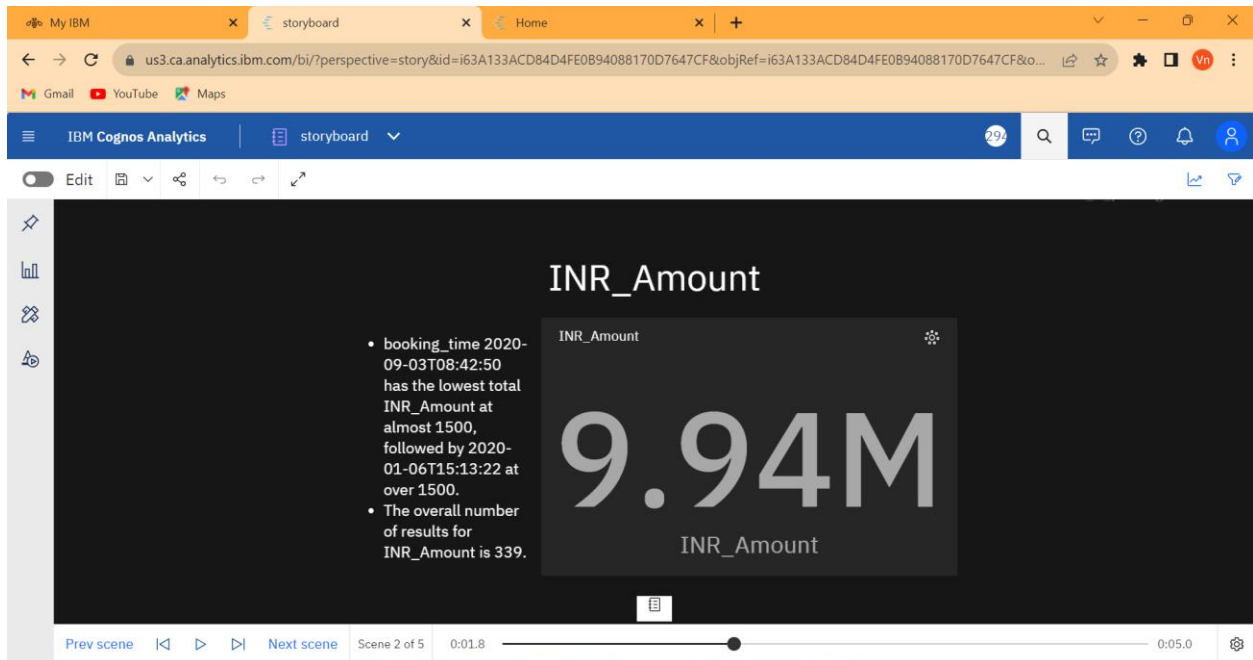 My IBM
storyboard
Home
us3.ca.analytics.ibm.com/bi/?perspective=story&id=i63A133ACD84D4FE0B94088170D7647CF&objRef=i63A133ACD84D4FE0B94088170D7647CF&o...
Vn
Gmail YouTube Maps
IBM Cognos Analytics
storyboard
294
Edit
INR_Amount
• booking_time 2020-
09-03T08:42:50
has the lowest total
INR_Amount at
almost 1500,
followed by 2020-
01-06T15:13:22 at
over 1500.
• The overall number
of results for
INR_Amount is 339.
INR_Amount
9.94M
INR_Amount
Prev scene
Next scene
Scene 2 of 5
0:01.8
0:05.0